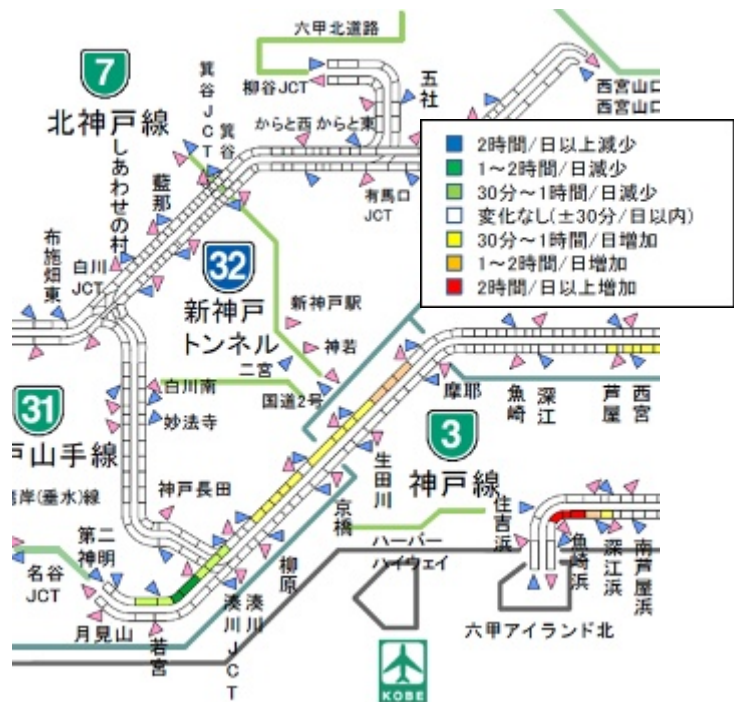 六甲北道路
7
北神戸線
箕谷JCT
箕谷
柳谷JCT
五社
西宮山口
西宮山口
からと西
からと東
有馬口
JCT
しあわせの村
藍那
布施畑東
白川
JCT
2時間/日以上減少
1～2時間/日減少
30分～1時間/日減少
変化なし(±30分/日以内)
30分～1時間/日増加
1～2時間/日増加
2時間/日以上増加
32
新神戸
トンネル
新神戸駅
神若
二宮
国道2号
白川南
妙法寺
31
戸山手線
岸(垂水)線
神戸長田
第二
神明
名谷
JCT
月見山
若宮
湊川JCT
湊川
柳原
京橋
生田川
摩耶
3
神戸線
魚崎
深江
芦屋
西宮
住吉浜
魚崎浜
深江浜
南芦屋浜
ハーバー
ハイウェイ
六甲アイランド北
KOBE